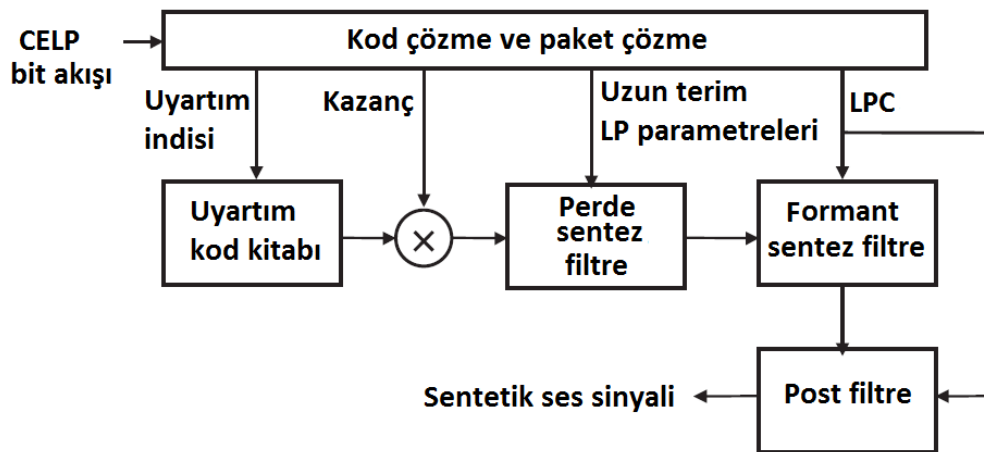 CELP
bit akışı
Kod çözme ve paket çözme
Uyartım
indisi
Kazanç
Uzun terim
LP parametreleri
LPC
Uyartım
kod kitabı
×
Perde
sentez
filtre
Formant
sentez filtre
Sentetik ses sinyali
Post filtre